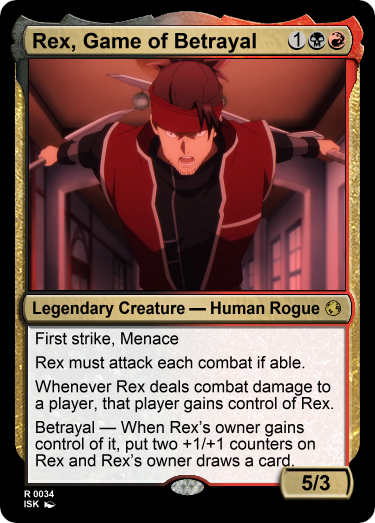 Rex, Game of Betrayal 1
Legendary Creature — Human Rogue
First strike, Menace
Rex must attack each combat if able.
Whenever Rex deals combat damage to
a player, that player gains control of Rex.
Betrayal — When Rex's owner gains
control of it, put two +1/+1 counters on
Rex and Rex's owner draws a card.
5/3
R 0034
ISK